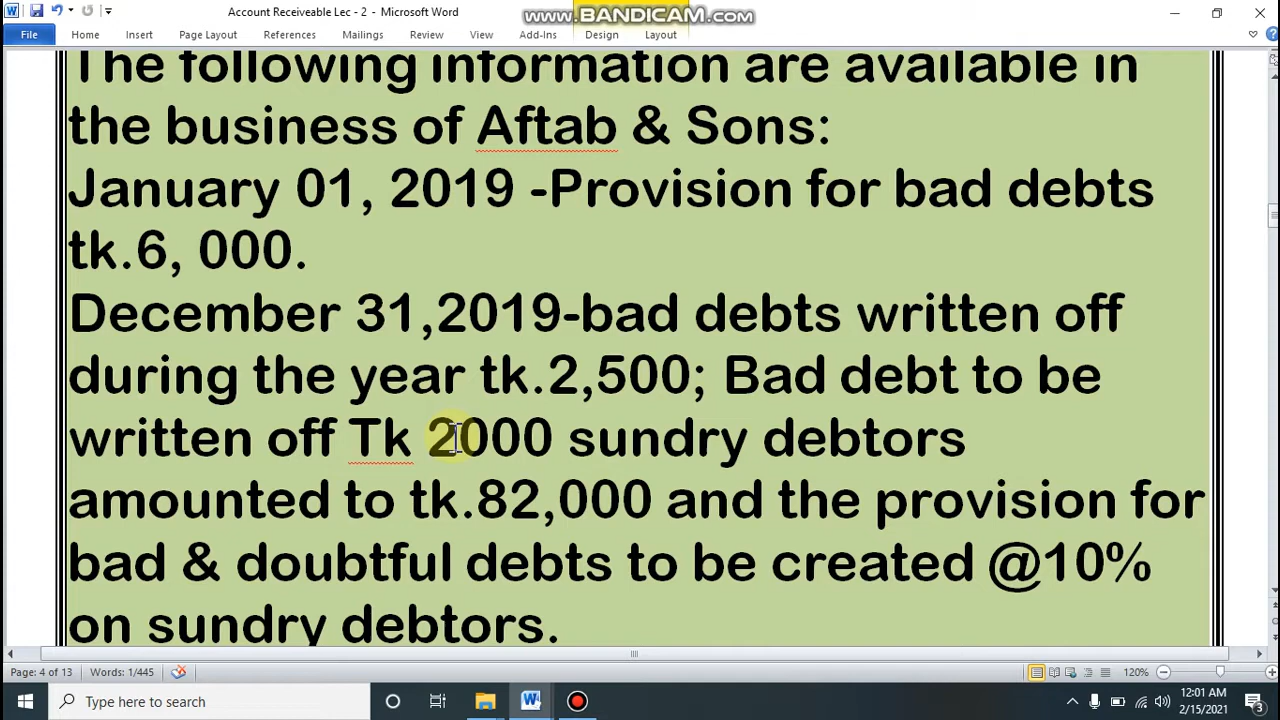 Account Receiveable Lec - 2 - Microsoft Word
www.BANDICAM.com
File Home Insert Page Layout References Mailings Review View Add-Ins Design Layout
The following information are available in
the business of Aftab & Sons:
January 01, 2019 -Provision for bad debts
tk.6, 000.
December 31,2019-bad debts written off
during the year tk.2,500; Bad debt to be
written off Tk 2000 sundry debtors
amounted to tk.82,000 and the provision for
bad & doubtful debts to be created @10%
on sundry debtors.
Page: 4 of 13 Words: 1/445 120%
Type here to search
12:01 AM
2/15/2021
3